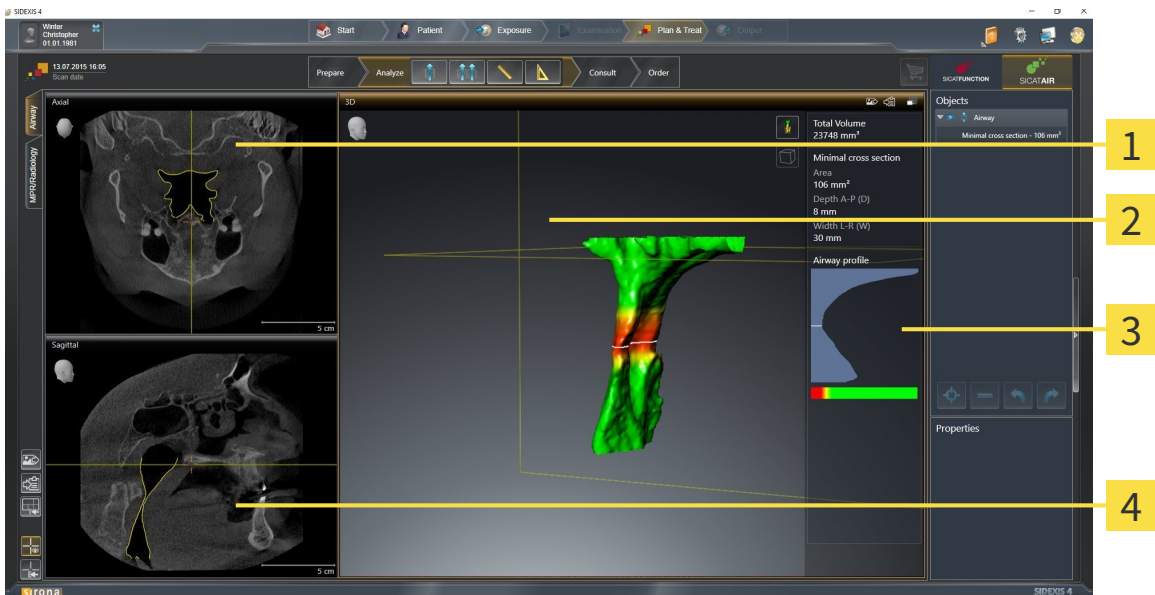 SIDEXIS 4
Winter
Christopher
01.01.1981
Start
Patient
Exposure
Examination
Plan & Treat
Output
13.07.2015 16:05
Scan date
Prepare
Analyze
Consult
Order
SICATFUNCTION
SICATAIR
Airway
MPR/Radiology
Axial
5 cm
Sagittal
5 cm
3D
Total Volume
23748 mm³
Minimal cross section
Area
106 mm²
Depth A-P (D)
8 mm
Width L-R (W)
30 mm
Airway profile
Objects
Airway
Minimal cross section - 106 mm²
Properties
1
2
3
4
sirona
SIDEXIS 4